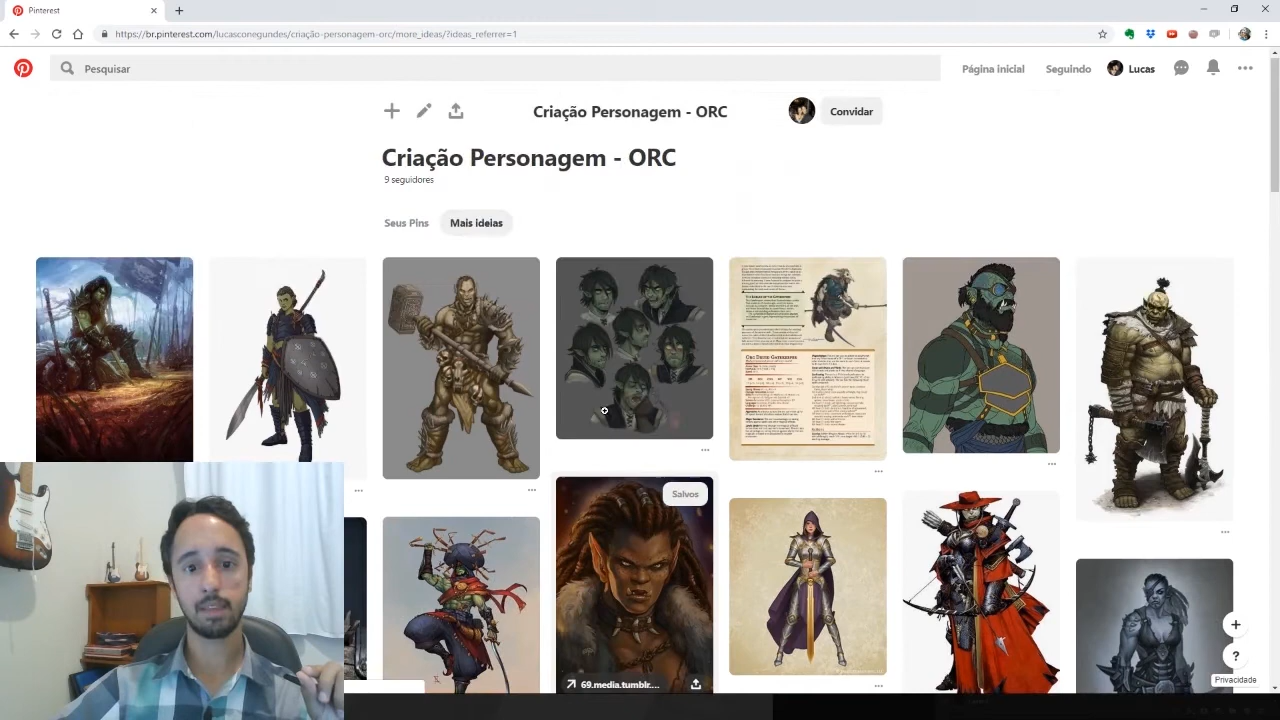 Pinterest
https://br.pinterest.com/lucasconegundes/criação-personagem-orc/more_ideas/?ideas_referrer=1
Pesquisar
Página inicial
Seguindo
Lucas
Criação Personagem - ORC
Convidar
Criação Personagem - ORC
9 seguidores
Seus Pins
Mais ideias
Salvos
69.media.tumblr....
Privacidade